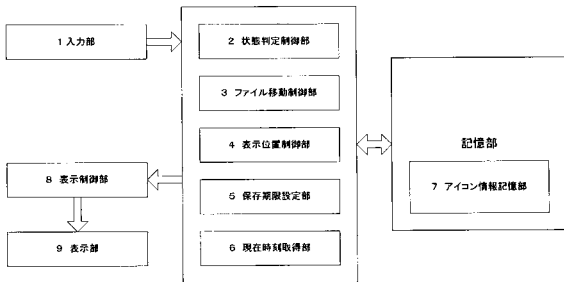 1 入力部
2 状態判定制御部
3 ファイル移動制御部
4 表示位置制御部
5 保存期限設定部
6 現在時刻取得部
記憶部
7 アイコン情報記憶部
8 表示制御部
9 表示部